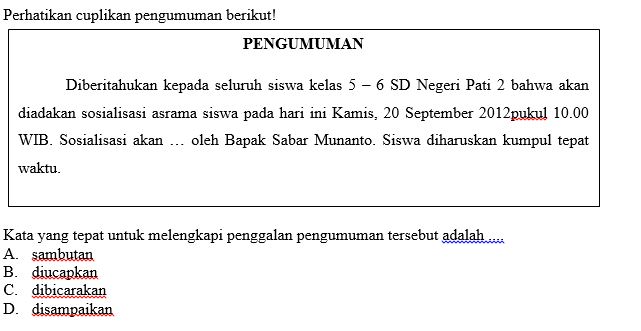 Perhatikan cuplikan pengumuman berikut!
PENGUMUMAN
Diberitahukan kepada seluruh siswa kelas 5 – 6 SD Negeri Pati 2 bahwa akan
diadakan sosialisasi asrama siswa pada hari ini Kamis, 20 September 2012pukul 10.00
WIB. Sosialisasi akan … oleh Bapak Sabar Munanto. Siswa diharuskan kumpul tepat
waktu.
Kata yang tepat untuk melengkapi penggalan pengumuman tersebut adalah ....
A. sambutan
B. diucapkan
C. dibicarakan
D. disampaikan